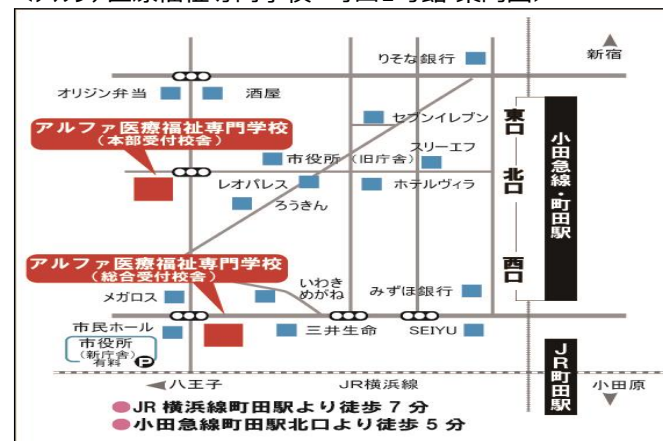 りそな銀行
新宿
オリジン弁当
酒屋
セブンイレブン
東口
アルファ医療福祉専門学校
（本部受付校舎）
スリーエフ
市役所（旧庁舎）
北口
小田急線・町田駅
レオパレス
ホテルヴィラ
ろうきん
アルファ医療福祉専門学校
（総合受付校舎）
西口
メガロス
いわき
めがね
みずほ銀行
市民ホール
三井生命
SEIYU
市役所
（新庁舎）
有料 P
JR町田駅
八王子
JR横浜線
小田原
●JR 横浜線町田駅より徒歩 7 分
●小田急線町田駅北口より徒歩 5 分